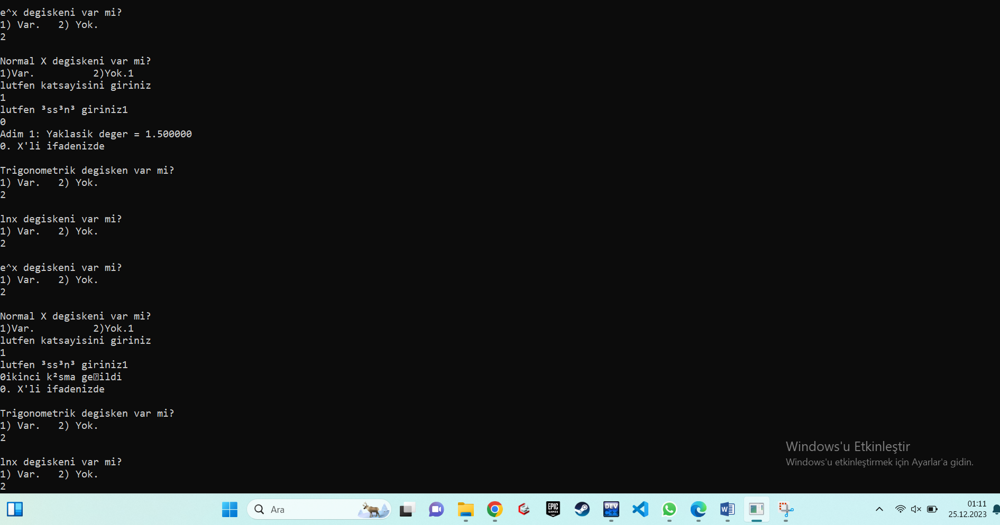 e^x degiskeni var mi?
1) Var.   2) Yok.
2
Normal X degiskeni var mi?
1)Var.          2)Yok.1
lutfen katsayisini giriniz
1
lutfen ³ss³n³ giriniz1
0
Adim 1: Yaklasik deger = 1.500000
0. X'li ifadenizde
Trigonometrik degisken var mi?
1) Var.   2) Yok.
2
lnx degiskeni var mi?
1) Var.   2) Yok.
2
e^x degiskeni var mi?
1) Var.   2) Yok.
2
Normal X degiskeni var mi?
1)Var.          2)Yok.1
lutfen katsayisini giriniz
1
lutfen ³ss³n³ giriniz1
0ikinci k²sma ge⍰ildi
0. X'li ifadenizde
Trigonometrik degisken var mi?
1) Var.   2) Yok.
2
lnx degiskeni var mi?
1) Var.   2) Yok.
2
Windows'u Etkinleştir
Windows'u etkinleştirmek için Ayarlar'a gidin.
Ara
EPIC GAMES
DEV C++
01:11
25.12.2023